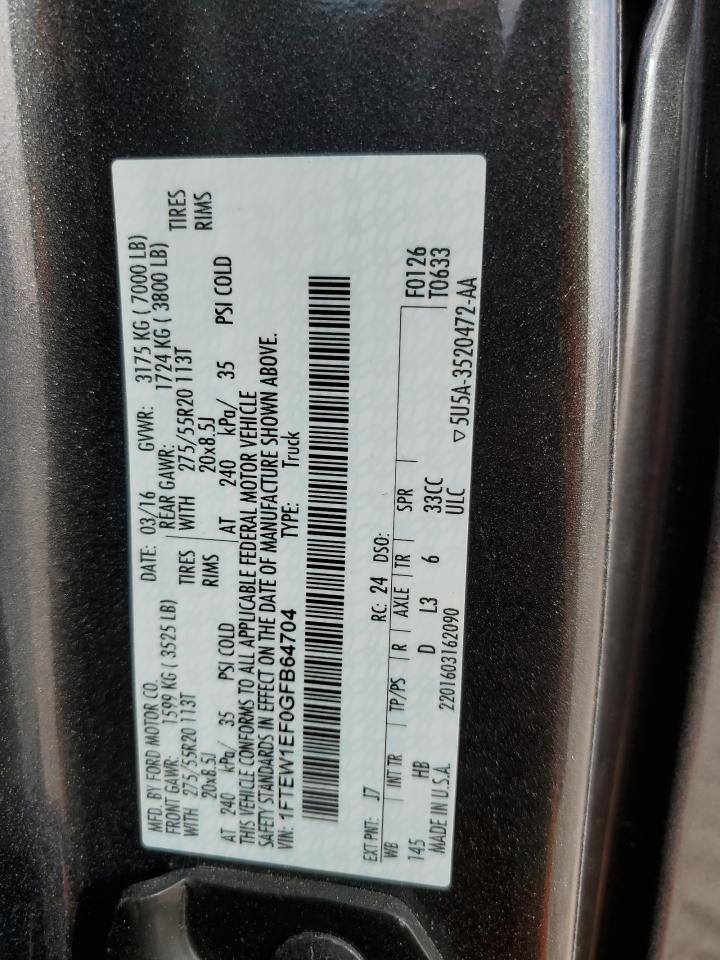 MFD. BY FORD MOTOR CO.
DATE: 03/16 GVWR: 3175 KG ( 7000 LB)
FRONT GAWR: 1599 KG ( 3525 LB) REAR GAWR: 1724 KG ( 3800 LB)
WITH 275/55R20 113T TIRES WITH 275/55R20 113T TIRES
20x8.5J RIMS 20x8.5J RIMS
AT 240 kPa/ 35 PSI COLD AT 240 kPa/ 35 PSI COLD
THIS VEHICLE CONFORMS TO ALL APPLICABLE FEDERAL MOTOR VEHICLE
SAFETY STANDARDS IN EFFECT ON THE DATE OF MANUFACTURE SHOWN ABOVE.
VIN: 1FTEW1EF0GFB64704 TYPE: Truck
EXT PNT: J7 RC: 24 DSO: F0126
WB INT TR TP/PS R AXLE TR SPR T0633
145 HB D L3 6 33CC
MADE IN U.S.A. 2201603162090 ULC ▽5U5A-3520472-AA